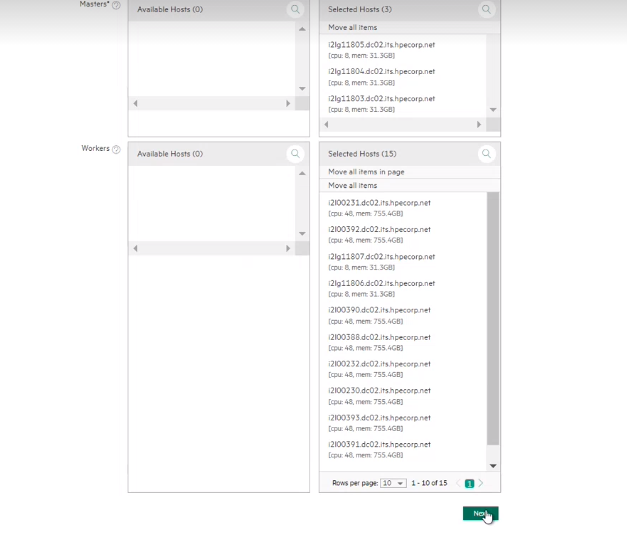 Masters*
Available Hosts (0)
Selected Hosts (3)
Move all items
i2lg11805.dc02.its.hpecorp.net
[cpu: 8, mem: 31.3GB]
i2lg11804.dc02.its.hpecorp.net
[cpu: 8, mem: 31.3GB]
i2lg11803.dc02.its.hpecorp.net
[cpu: 8, mem: 31.3GB]
Workers
Available Hosts (0)
Selected Hosts (15)
Move all items in page
Move all items
i2l00231.dc02.its.hpecorp.net
[cpu: 48, mem: 755.4GB]
i2l00392.dc02.its.hpecorp.net
[cpu: 48, mem: 755.4GB]
i2lg11807.dc02.its.hpecorp.net
[cpu: 8, mem: 31.3GB]
i2lg11806.dc02.its.hpecorp.net
[cpu: 8, mem: 31.3GB]
i2l00390.dc02.its.hpecorp.net
[cpu: 48, mem: 755.4GB]
i2l00388.dc02.its.hpecorp.net
[cpu: 48, mem: 755.4GB]
i2l00232.dc02.its.hpecorp.net
[cpu: 48, mem: 755.4GB]
i2l00230.dc02.its.hpecorp.net
[cpu: 48, mem: 755.4GB]
i2l00393.dc02.its.hpecorp.net
[cpu: 48, mem: 755.4GB]
i2l00391.dc02.its.hpecorp.net
[cpu: 48, mem: 755.4GB]
Rows per page: 10 1 - 10 of 15 1
Next